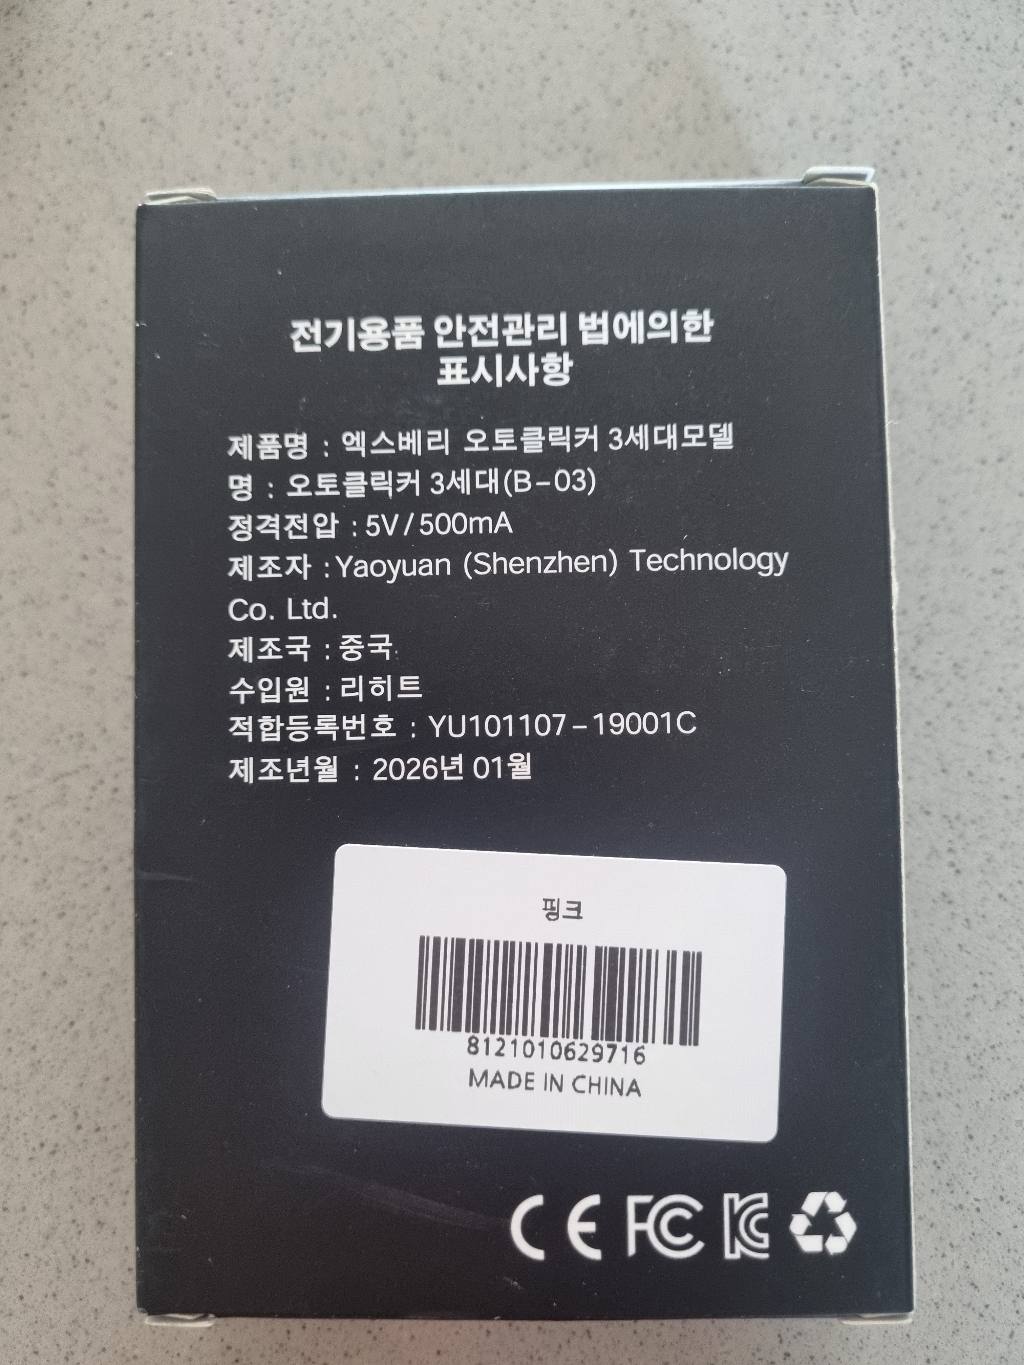 전기용품 안전관리 법에의한
표시사항
제품명 : 엑스베리 오토클릭커 3세대모델
명 : 오토클릭커 3세대(B-03)
정격전압 : 5V/500mA
제조자 : Yaoyuan (Shenzhen) Technology
Co. Ltd.
제조국 : 중국
수입원 : 리히트
적합등록번호 : YU101107-19001C
제조년월 : 2026년 01월
핑크
8121010629716
MADE IN CHINA
CE FC KC